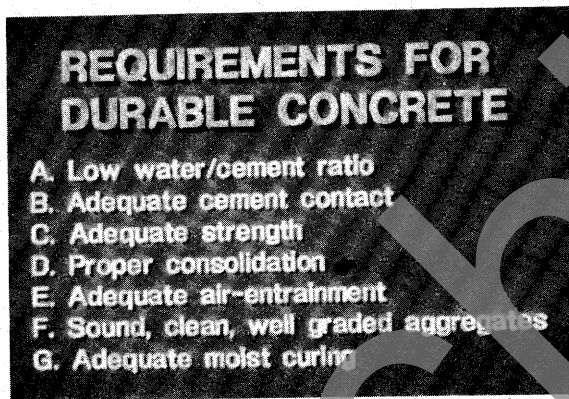 REQUIREMENTS FOR
DURABLE CONCRETE
A. Low water/cement ratio
B. Adequate cement contact
C. Adequate strength
D. Proper consolidation
E. Adequate air-entrainment
F. Sound, clean, well graded aggregates
G. Adequate moist curing